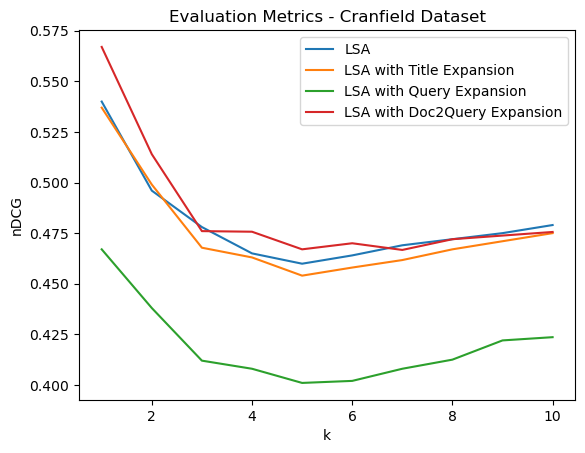 Evaluation Metrics - Cranfield Dataset
LSA
LSA with Title Expansion
LSA with Query Expansion
LSA with Doc2Query Expansion
nDCG
0.575
0.550
0.525
0.500
0.475
0.450
0.425
0.400
2 4 6 8 10
k